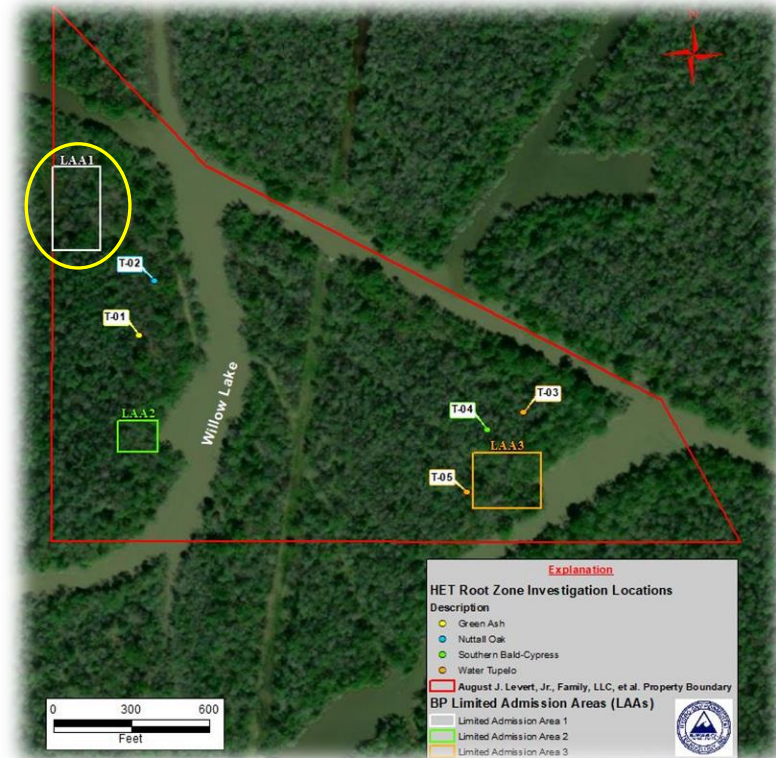 N
LAA1
T-02
T-01
Willow Lake
LAA2
T-03
T-04
LAA3
T-05
Explanation
HET Root Zone Investigation Locations
Description
Green Ash
Nuttall Oak
Southern Bald-Cypress
Water Tupelo
August J. Levert, Jr., Family, LLC, et al. Property Boundary
BP Limited Admission Areas (LAAs)
Limited Admission Area 1
Limited Admission Area 2
Limited Admission Area 3
0 300 600
Feet